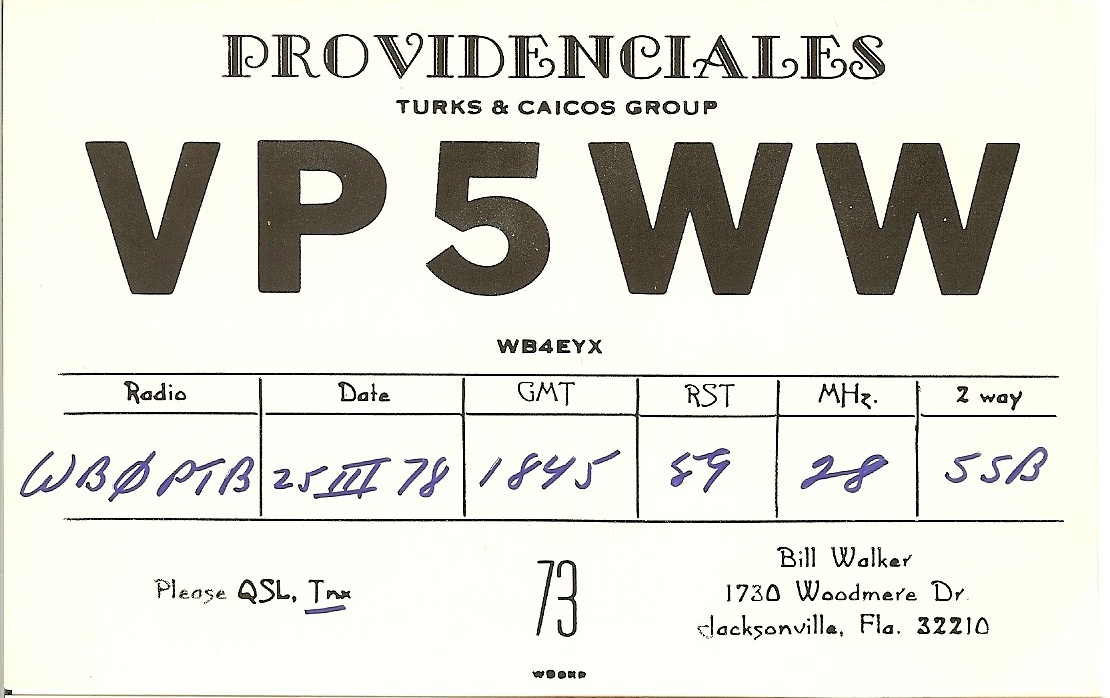 PROVIDENCIALES
TURKS & CAICOS GROUP
VP5WW
WB4EYX
Radio Date GMT RST MHz. 2 way
WBØPTB 25 III 78 1845 59 28 SSB
Please QSL, Tnx
73
Bill Walker
1730 Woodmere Dr.
Jacksonville, Fla. 32210